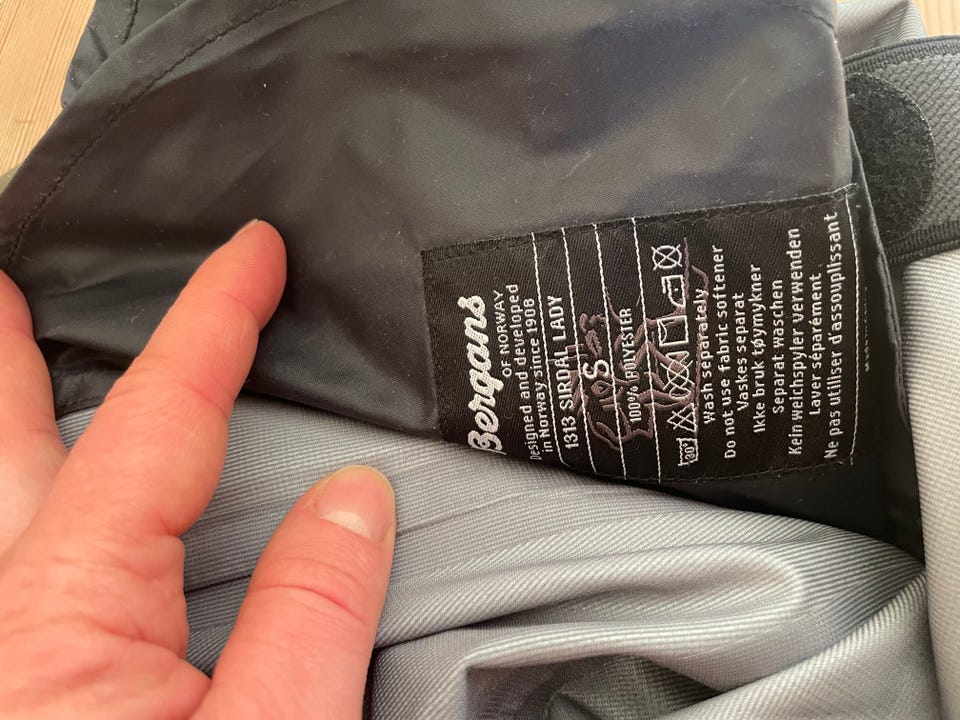 Bergans
OF NORWAY
Designed and developed
in Norway since 1908
1313 SIRDAL LADY
S
100% POLYESTER
30°
Wash separately
Do not use fabric softener
Vaskes separat
Ikke bruk tøymykner
Separat waschen
Kein weichspyler verwenden
Laver séparément
Ne pas utiliser d'assouplissant